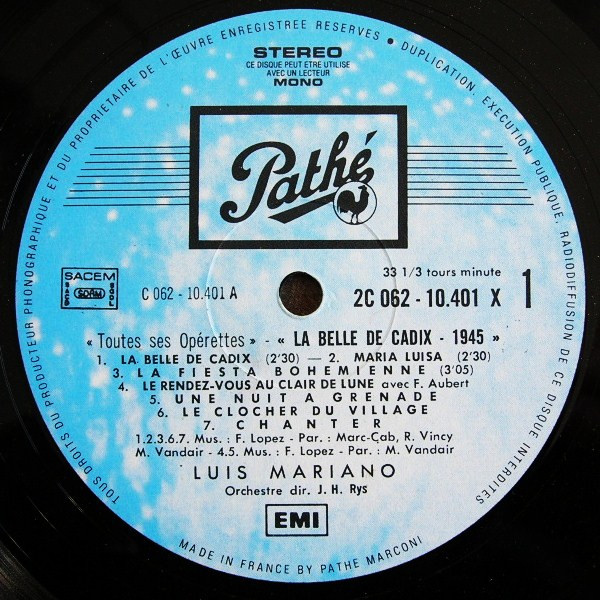 TOUS DROITS DU PRODUCTEUR PHONOGRAPHIQUE ET DU PROPRIETAIRE DE L'ŒUVRE ENREGISTREE RESERVES • DUPLICATION, EXECUTION PUBLIQUE, RADIODIFFUSION DE CE DISQUE INTERDITES
STEREO
CE DISQUE PEUT ETRE UTILISE
AVEC UN LECTEUR
MONO
Pathé
33 1/3 tours minute
SACEM
SACD SDRM SGDL
C 062 - 10.401 A
2C 062 - 10.401 X 1
« Toutes ses Opérettes » - « LA BELLE DE CADIX - 1945 »
1. LA BELLE DE CADIX (2'30) — 2. MARIA LUISA (2'30)
3. LA FIESTA BOHEMIENNE (3'05)
4. LE RENDEZ-VOUS AU CLAIR DE LUNE avec F. Aubert
5. UNE NUIT A GRENADE
6. LE CLOCHER DU VILLAGE
7. CHANTER
1.2.3.6.7. Mus. : F. Lopez - Par. : Marc-Cab, R. Vincy
M. Vandair - 4.5. Mus. : F. Lopez - Par. : M. Vandair
LUIS MARIANO
Orchestre dir. J. H. Rys
EMI
MADE IN FRANCE BY PATHE MARCONI